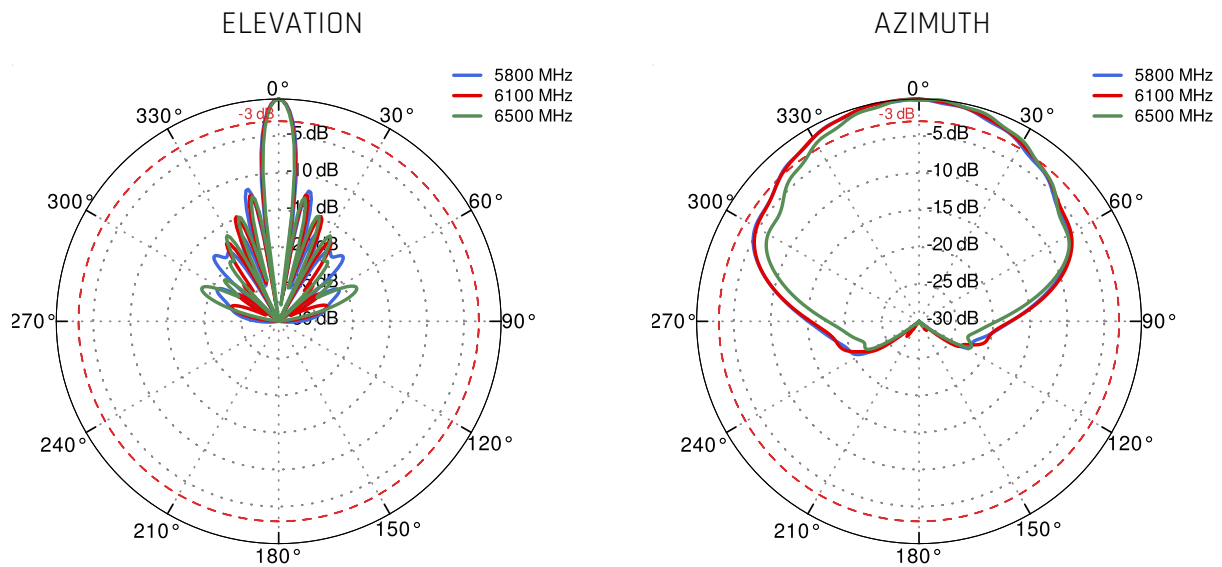 ELEVATION
5800 MHz
6100 MHz
6500 MHz
0°
330°
30°
-3 dB
-5 dB
-10 dB
300°
60°
dB
270°
90°
240°
120°
210°
150°
180°
AZIMUTH
5800 MHz
6100 MHz
6500 MHz
0°
330°
30°
-3 dB
-5 dB
-10 dB
300°
60°
-15 dB
-20 dB
-25 dB
270°
-30 dB
90°
240°
120°
210°
150°
180°